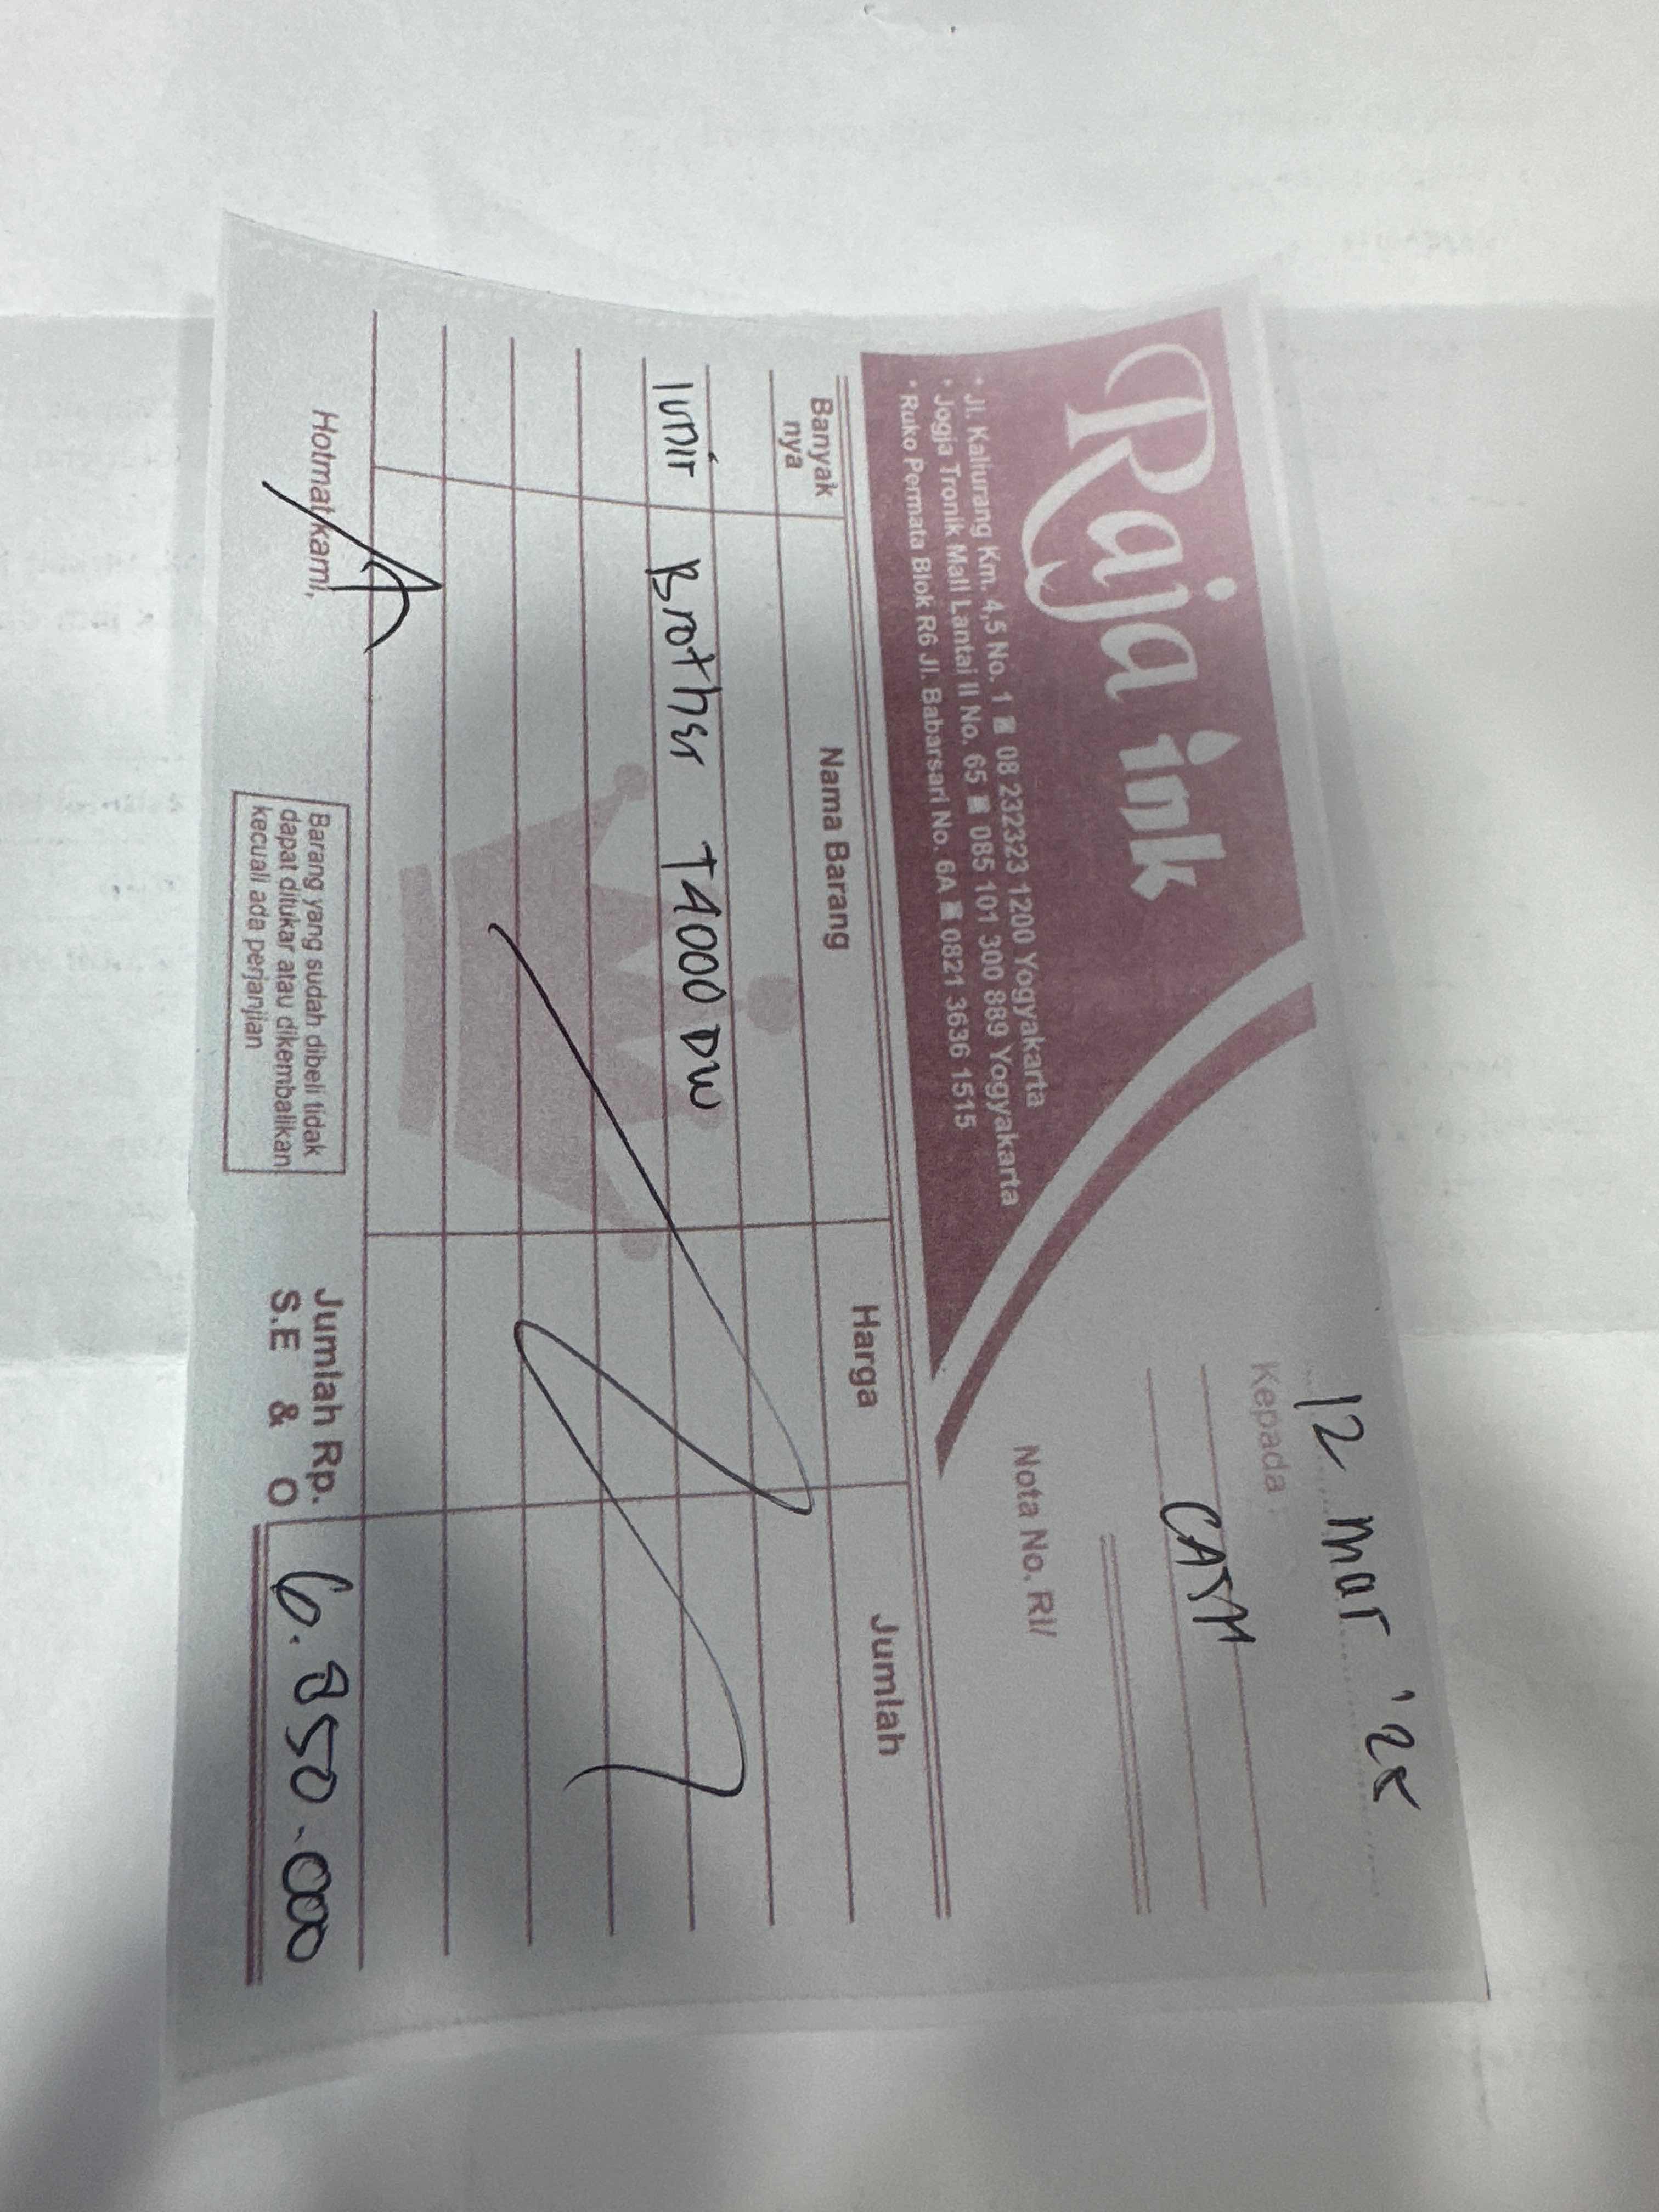 Raja ink
• Jl. Kaliurang Km. 4,5 No. 1 08 2323231200 Yogyakarta
• Jogja Tronik Mall Lantai II No. 65 085 101 300 889 Yogyakarta
• Ruko Permata Blok R6 Jl. Babarsari No. 6A 0821 3636 1515
12 mar '25
Kepada :
CASH
Nota No. RI/
Banyak nya Nama Barang Harga Jumlah
1 unit Brother T4000 DW
Hotmat kami,
Barang yang sudah dibeli tidak
dapat ditukar atau dikembalikan
kecuali ada perjanjian
Jumlah Rp. 6.850.000
S.E & O